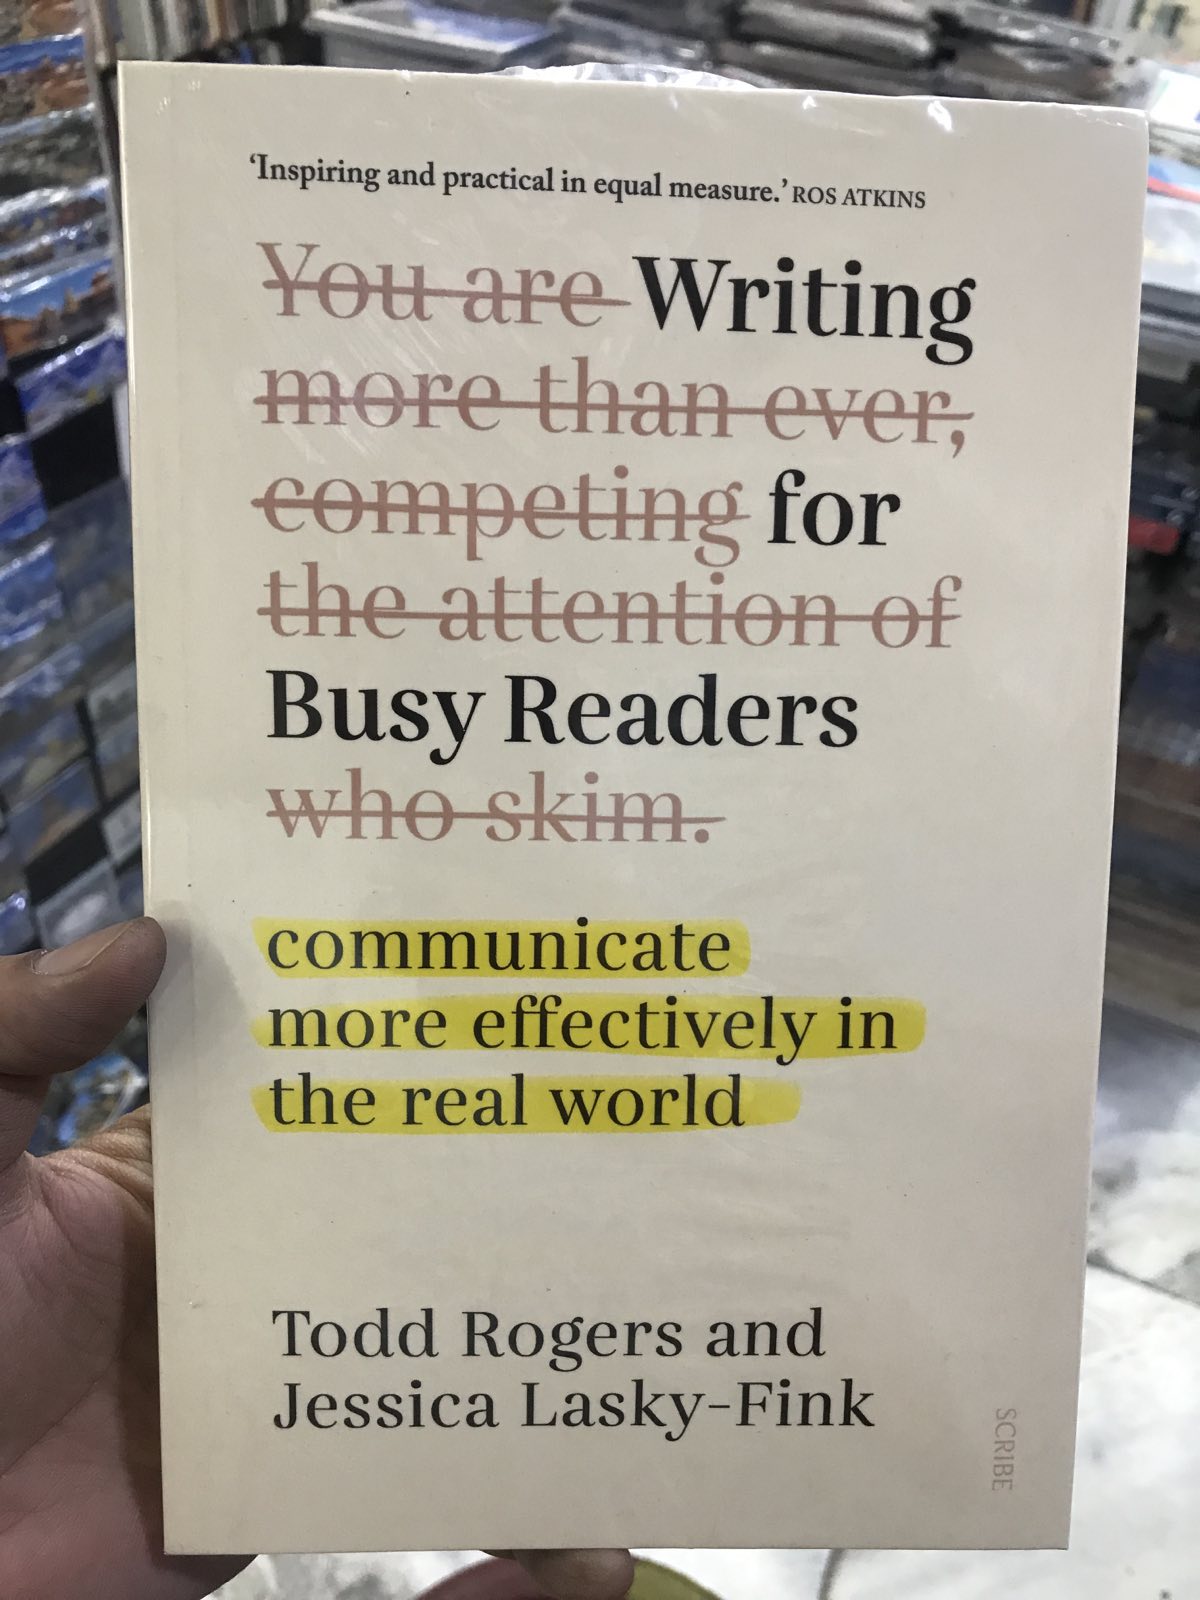 ‘Inspiring and practical in equal measure.’ ROS ATKINS
You are Writing
more than ever,
competing for
the attention of
Busy Readers
who skim.
communicate
more effectively in
the real world
Todd Rogers and
Jessica Lasky-Fink
SCRIBE